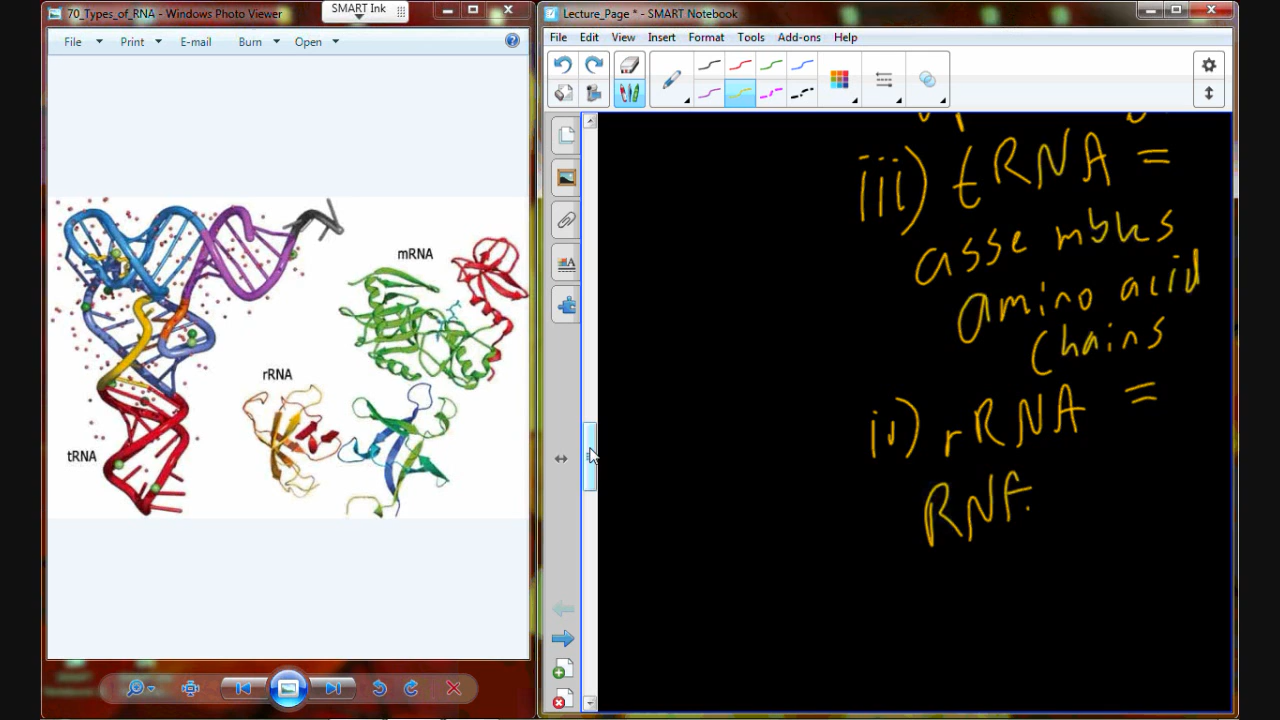 70_Types_of_RNA - Windows Photo Viewer
SMART Ink
File Print E-mail Burn Open
mRNA
rRNA
tRNA
Lecture_Page * - SMART Notebook
File Edit View Insert Format Tools Add-ons Help
iii) tRNA =
assembles
amino acid
chains
iv) rRNA =
RNA